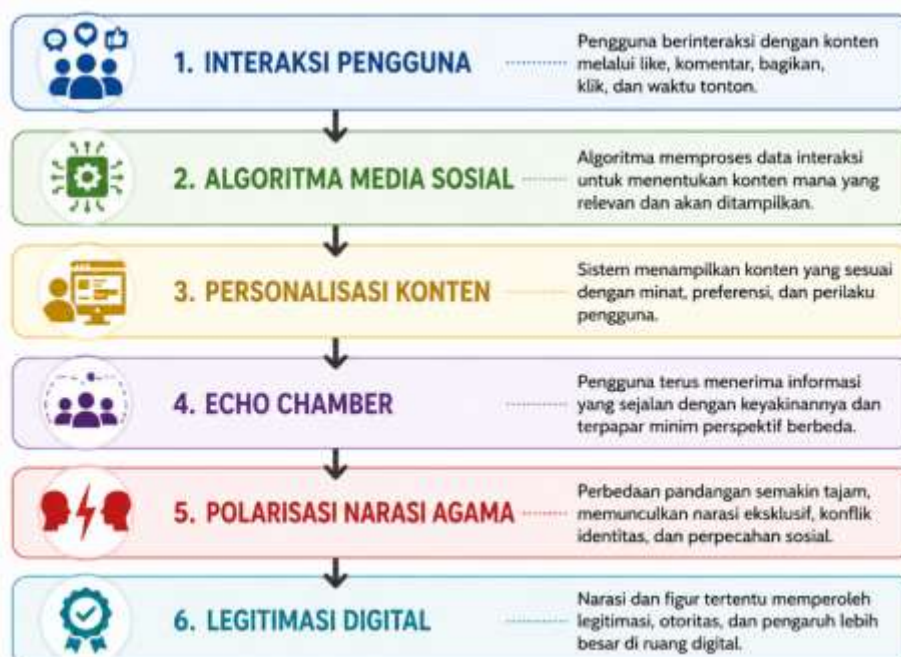 1. INTERAKSI PENGGUNA
Pengguna berinteraksi dengan konten
melalui like, komentar, bagikan,
klik, dan waktu tonton.
2. ALGORITMA MEDIA SOSIAL
Algoritma memproses data interaksi
untuk menentukan konten mana yang
relevan dan akan ditampilkan.
3. PERSONALISASI KONTEN
Sistem menampilkan konten yang sesuai
dengan minat, preferensi, dan perilaku
pengguna.
4. ECHO CHAMBER
Pengguna terus menerima informasi
yang sejalan dengan keyakinannya dan
terpapar minim perspektif berbeda.
5. POLARISASI NARASI AGAMA
Perbedaan pandangan semakin tajam,
memunculkan narasi eksklusif, konflik
identitas, dan perpecahan sosial.
6. LEGITIMASI DIGITAL
Narasi dan figur tertentu memperoleh
legitimasi, otoritas, dan pengaruh lebih
besar di ruang digital.